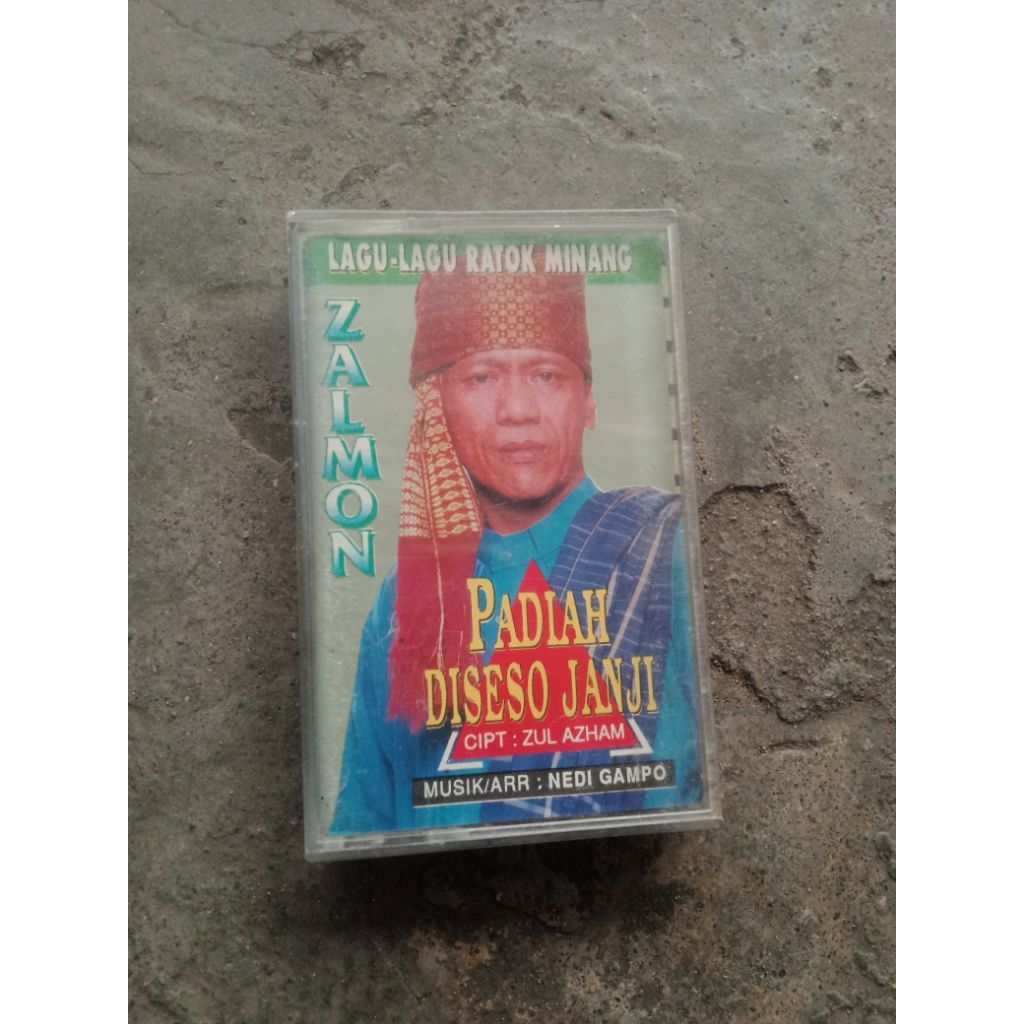 LAGU-LAGU RATOK MINANG
ZALMON
PADIAH
DISESO JANJI
CIPT : ZUL AZHAM
MUSIK/ARR : NEDI GAMPO